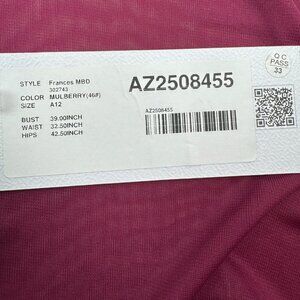 STYLE Frances MBD
302743
COLOR MULBERRY(46#)
SIZE A12
BUST 39.00INCH
WAIST 32.50INCH
HIPS 42.50INCH
AZ2508455
AZ2508455
QC
PASS
33